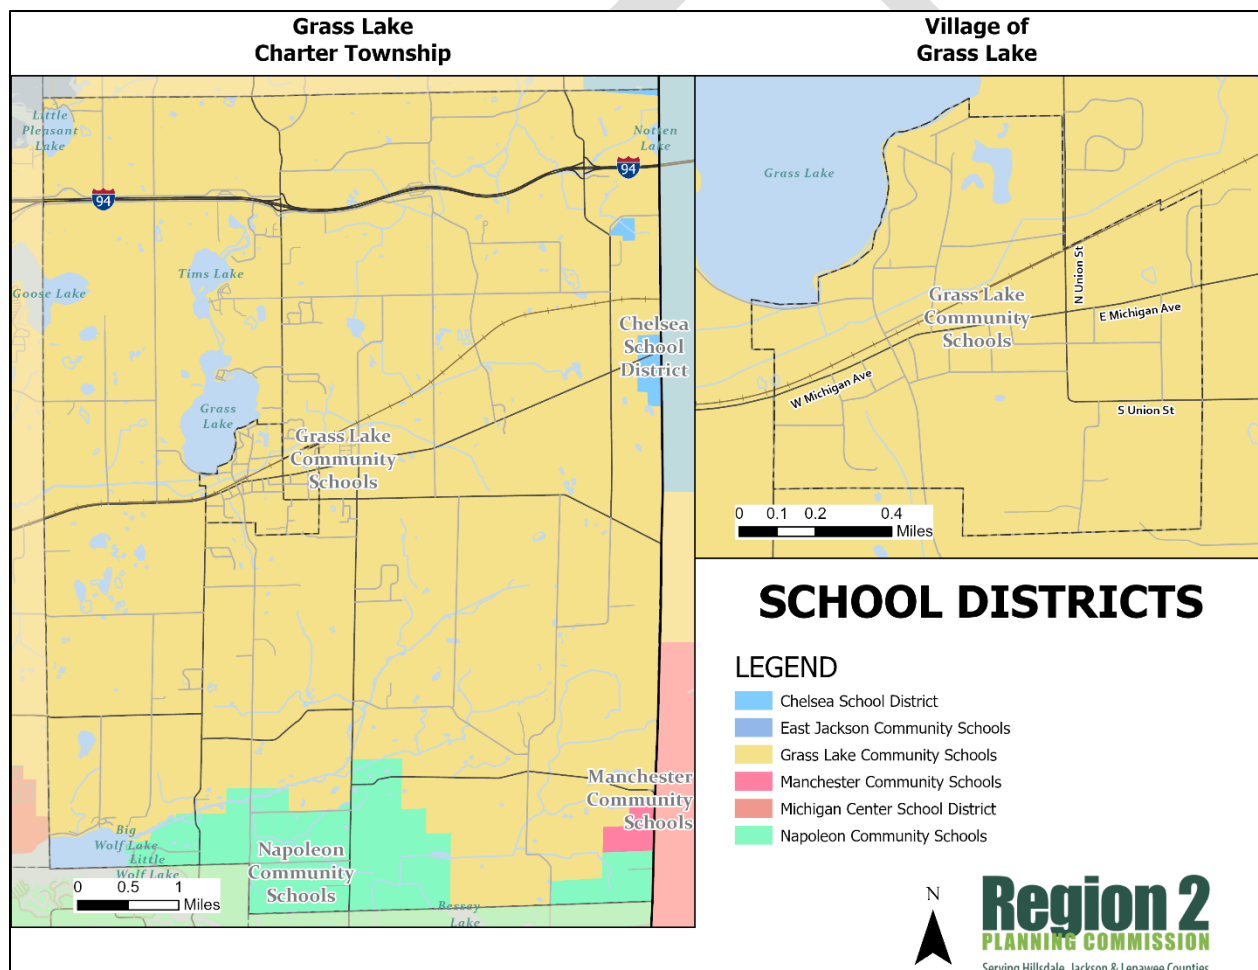 Grass Lake
Charter Township
Village of
Grass Lake
Little
Pleasant
Lake
Notten
Lake
94
94
Tims Lake
Goose Lake
Chelsea
School
District
Grass
Lake
Grass Lake
Community
Schools
Manchester
Community
Schools
Big
Wolf Lake
Little
Wolf Lake
Napoleon
Community
Schools
Bessey
Lake
0 0.5 1
Miles
Grass Lake
N Union St
Grass Lake
Community
Schools
E Michigan Ave
W Michigan Ave
S Union St
0 0.1 0.2 0.4
Miles
SCHOOL DISTRICTS
LEGEND
Chelsea School District
East Jackson Community Schools
Grass Lake Community Schools
Manchester Community Schools
Michigan Center School District
Napoleon Community Schools
N
Region 2
PLANNING COMMISSION
Serving Hillsdale, Jackson & Lenawee Counties